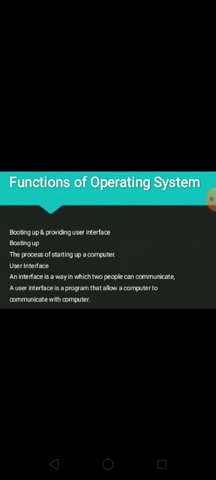 Functions of Operating System
Booting up & providing user interface
Boating up
The process of starting up a computer.
User Interface
An interface is a way in which two people can communicate,
A user interface is a program that allow a computer to
communicate with computer.